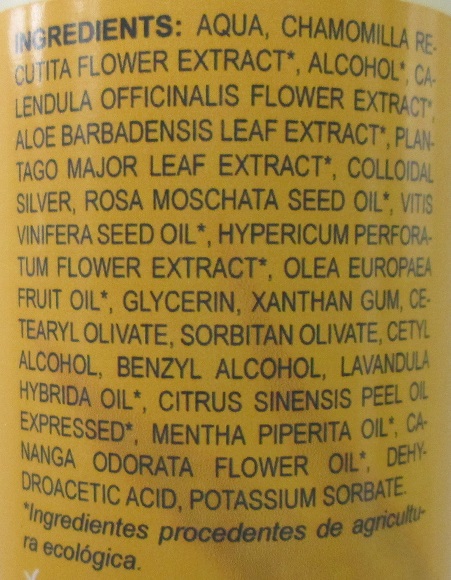 INGREDIENTS: AQUA, CHAMOMILLA RE-
CUTITA FLOWER EXTRACT*, ALCOHOL*, CA-
LENDULA OFFICINALIS FLOWER EXTRACT*,
ALOE BARBADENSIS LEAF EXTRACT*, PLAN-
TAGO MAJOR LEAF EXTRACT*, COLLOIDAL
SILVER, ROSA MOSCHATA SEED OIL*, VITIS
VINIFERA SEED OIL*, HYPERICUM PERFORA-
TUM FLOWER EXTRACT*, OLEA EUROPAEA
FRUIT OIL*, GLYCERIN, XANTHAN GUM, CE-
TEARYL OLIVATE, SORBITAN OLIVATE, CETYL
ALCOHOL, BENZYL ALCOHOL, LAVANDULA
HYBRIDA OIL*, CITRUS SINENSIS PEEL OIL
EXPRESSED*, MENTHA PIPERITA OIL*, CA-
NANGA ODORATA FLOWER OIL*, DEHY-
DROACETIC ACID, POTASSIUM SORBATE.
*Ingredientes procedentes de agricultu-
ra ecológica.